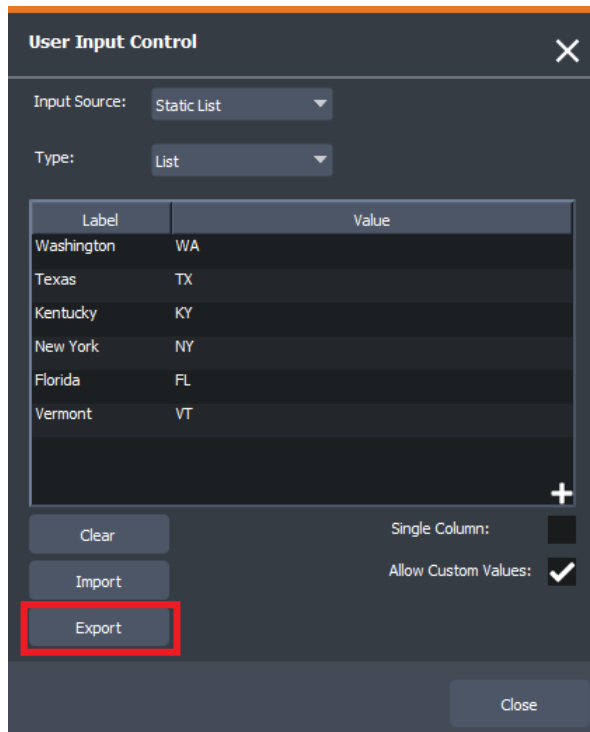 User Input Control
Input Source: Static List
Type: List
Label Value
Washington WA
Texas TX
Kentucky KY
New York NY
Florida FL
Vermont VT
Clear Single Column:
Import Allow Custom Values:
Export
Close